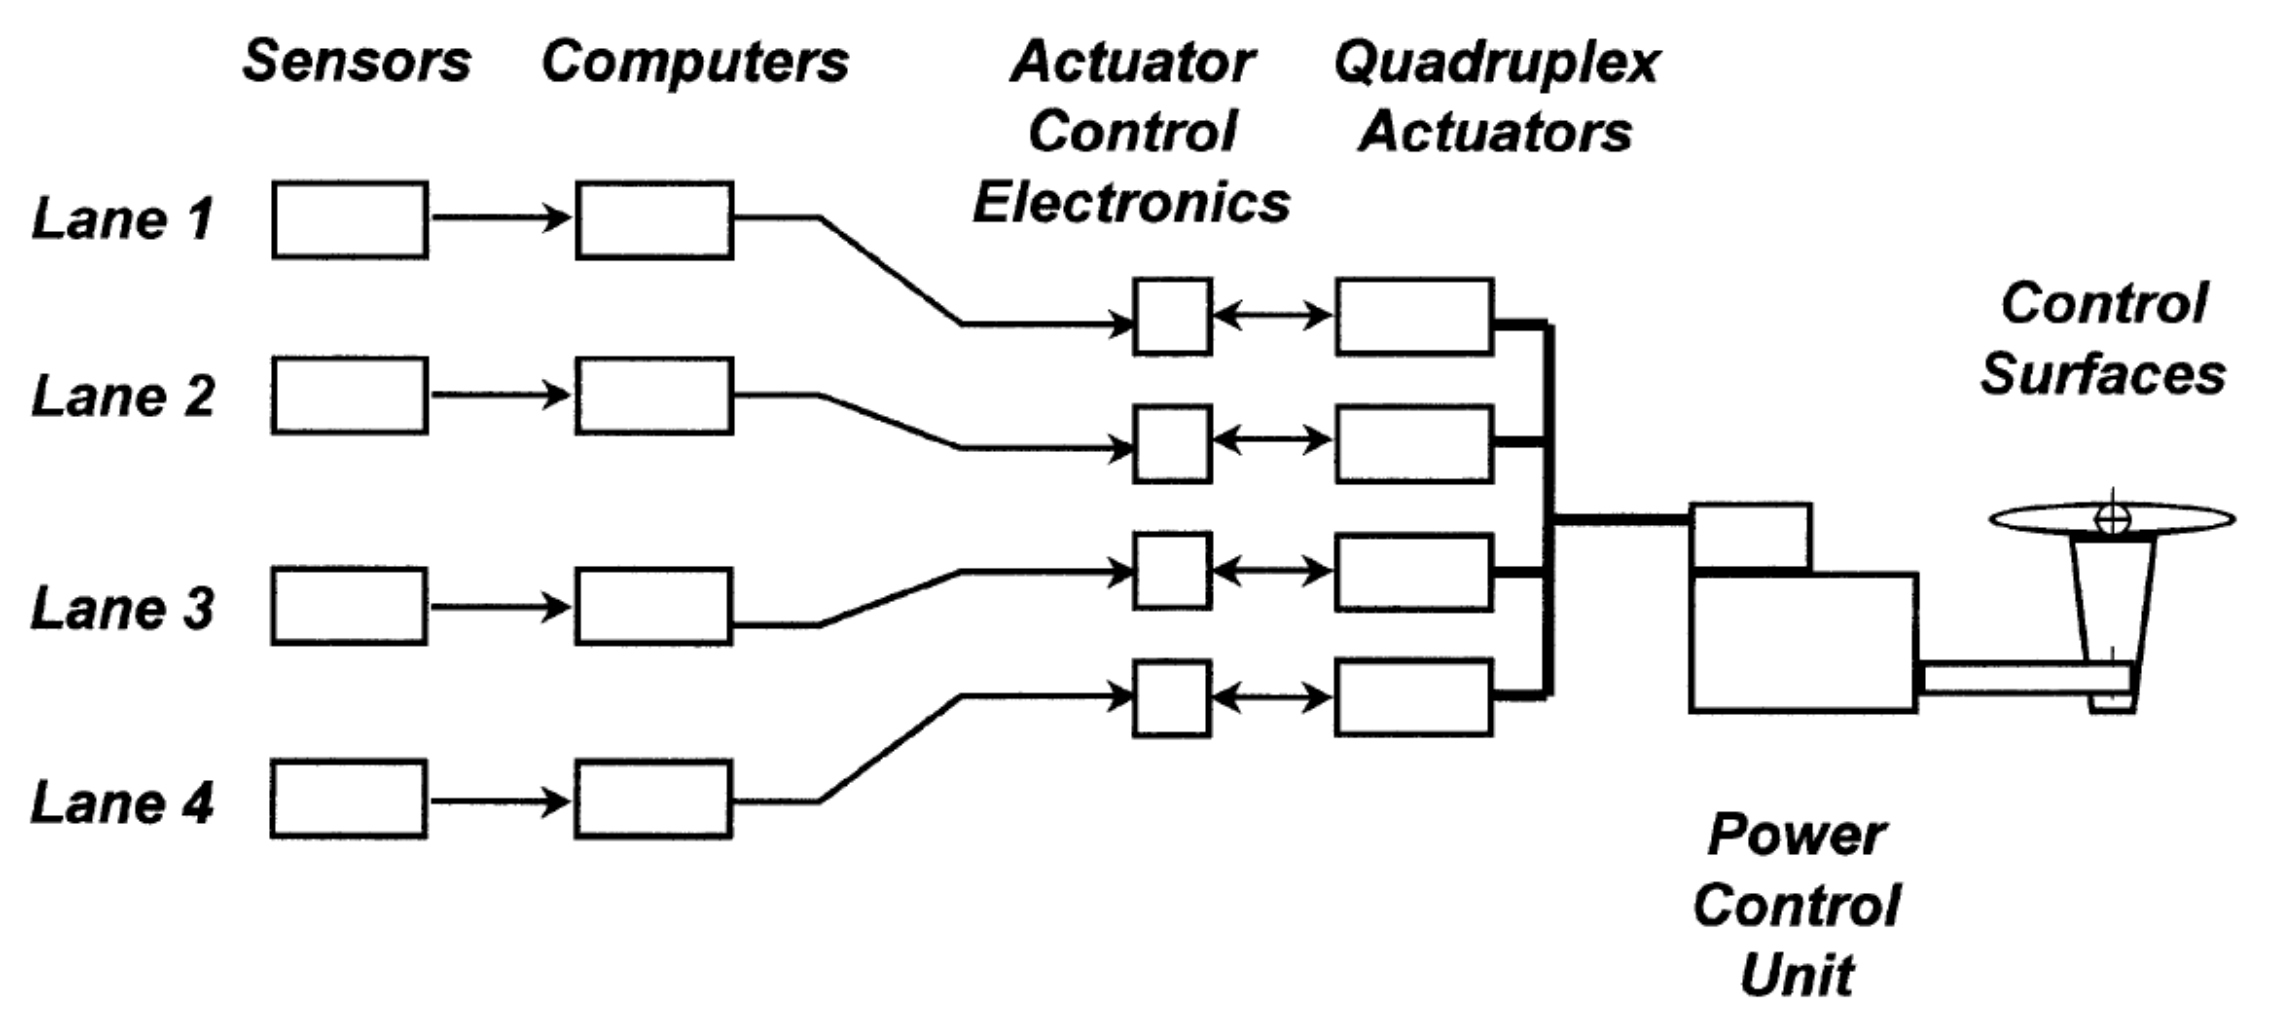 Sensors
Computers
Actuator
Control
Electronics
Quadruplex
Actuators
Lane 1
Lane 2
Lane 3
Lane 4
Control
Surfaces
Power
Control
Unit